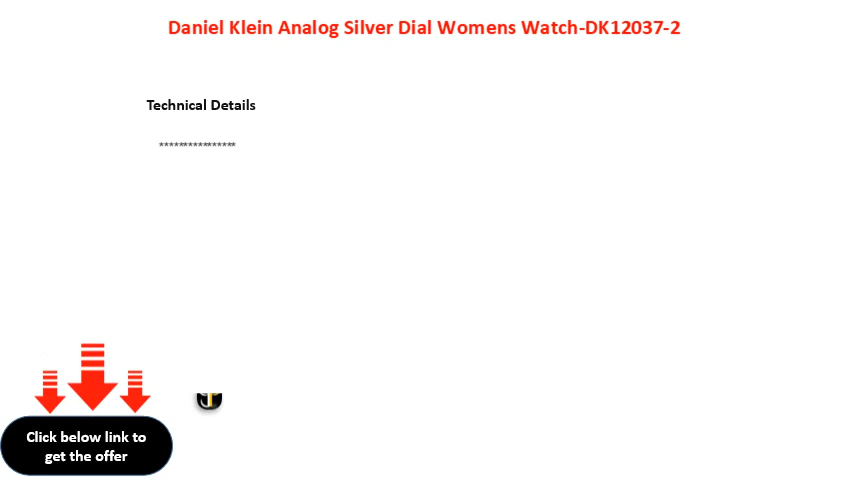 Daniel Klein Analog Silver Dial Womens Watch-DK12037-2
Technical Details
****************
Click below link to
get the offer